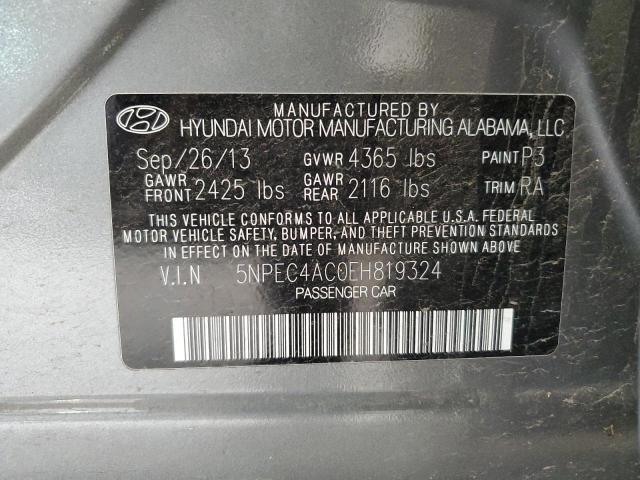 MANUFACTURED BY
HYUNDAI MOTOR MANUFACTURING ALABAMA, LLC
Sep/26/13 GVWR 4365 lbs PAINT P3
GAWR FRONT 2425 lbs GAWR REAR 2116 lbs TRIM RA
THIS VEHICLE CONFORMS TO ALL APPLICABLE U.S.A. FEDERAL
MOTOR VEHICLE SAFETY, BUMPER, AND THEFT PREVENTION STANDARDS
IN EFFECT ON THE DATE OF MANUFACTURE SHOWN ABOVE
V.I.N 5NPEC4AC0EH819324
PASSENGER CAR